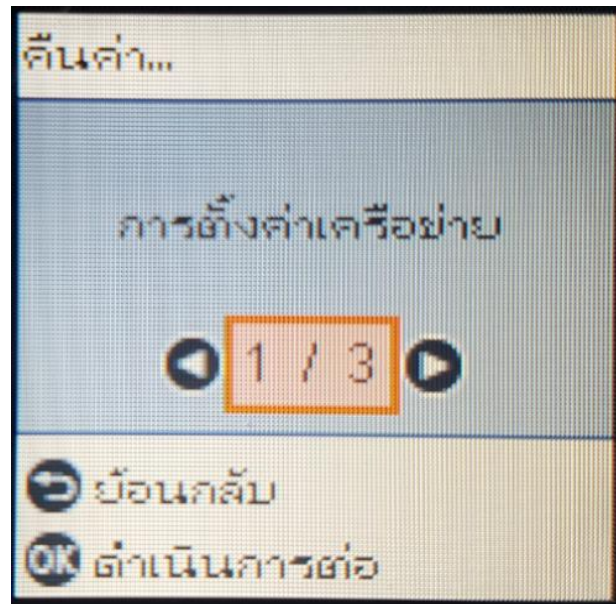 คืนค่า...
การตั้งค่าเครือข่าย
1 / 3
ย้อนกลับ
OK ดำเนินการต่อ